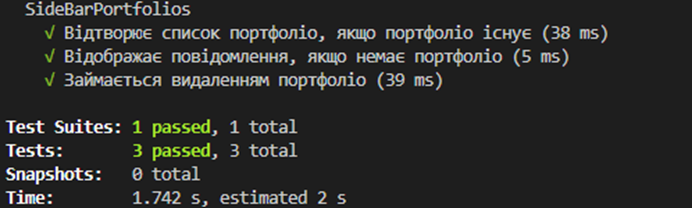 SideBarPortfolios
√ Відтворює список портфоліо, якщо портфоліо існує (38 ms)
√ Відображає повідомлення, якщо немає портфоліо (5 ms)
√ Займається видаленням портфоліо (39 ms)
Test Suites: 1 passed, 1 total
Tests: 3 passed, 3 total
Snapshots: 0 total
Time: 1.742 s, estimated 2 s